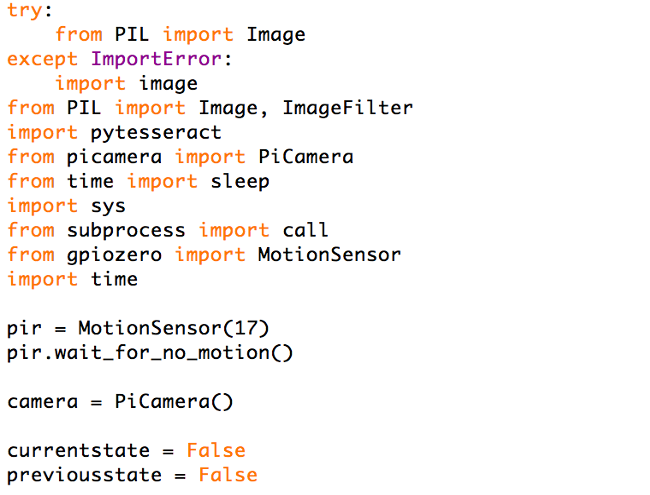 try:
    from PIL import Image
except ImportError:
    import image
from PIL import Image, ImageFilter
import pytesseract
from picamera import PiCamera
from time import sleep
import sys
from subprocess import call
from gpiozero import MotionSensor
import time

pir = MotionSensor(17)
pir.wait_for_no_motion()

camera = PiCamera()

currentstate = False
previousstate = False